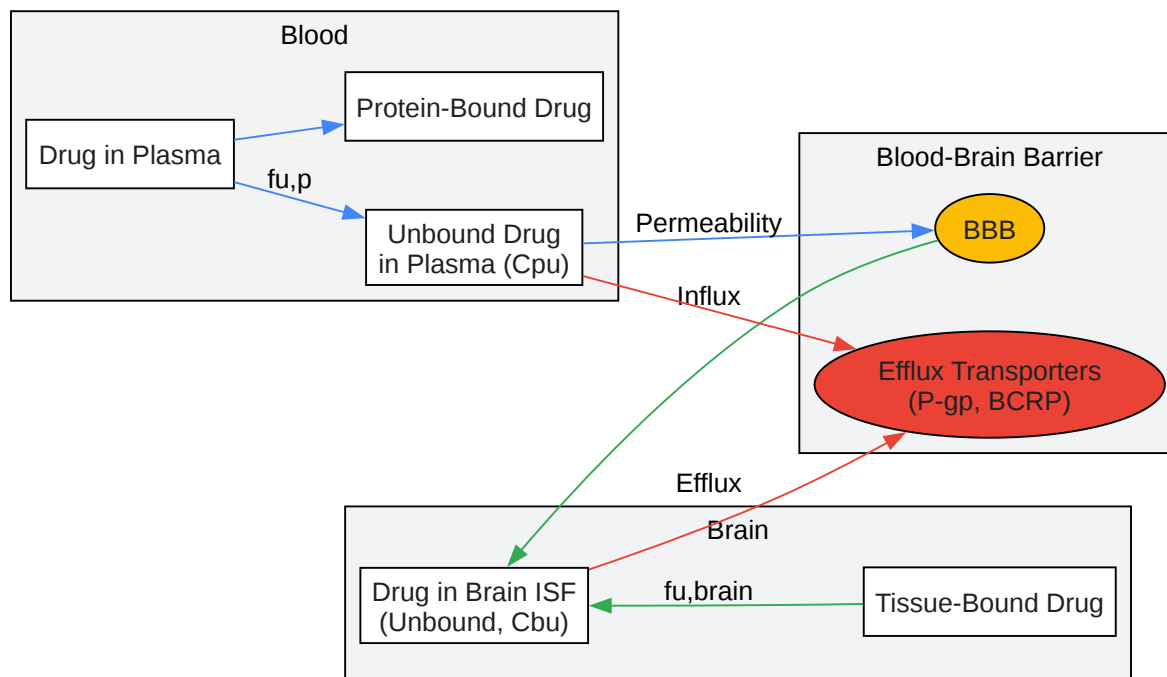 Blood
Protein-Bound Drug
Drug in Plasma
fu,p
Unbound Drug
in Plasma (Cpu)
Permeability
Influx
Blood-Brain Barrier
BBB
Efflux Transporters
(P-gp, BCRP)
Efflux
Brain
Drug in Brain ISF
(Unbound, Cbu)
fu,brain
Tissue-Bound Drug